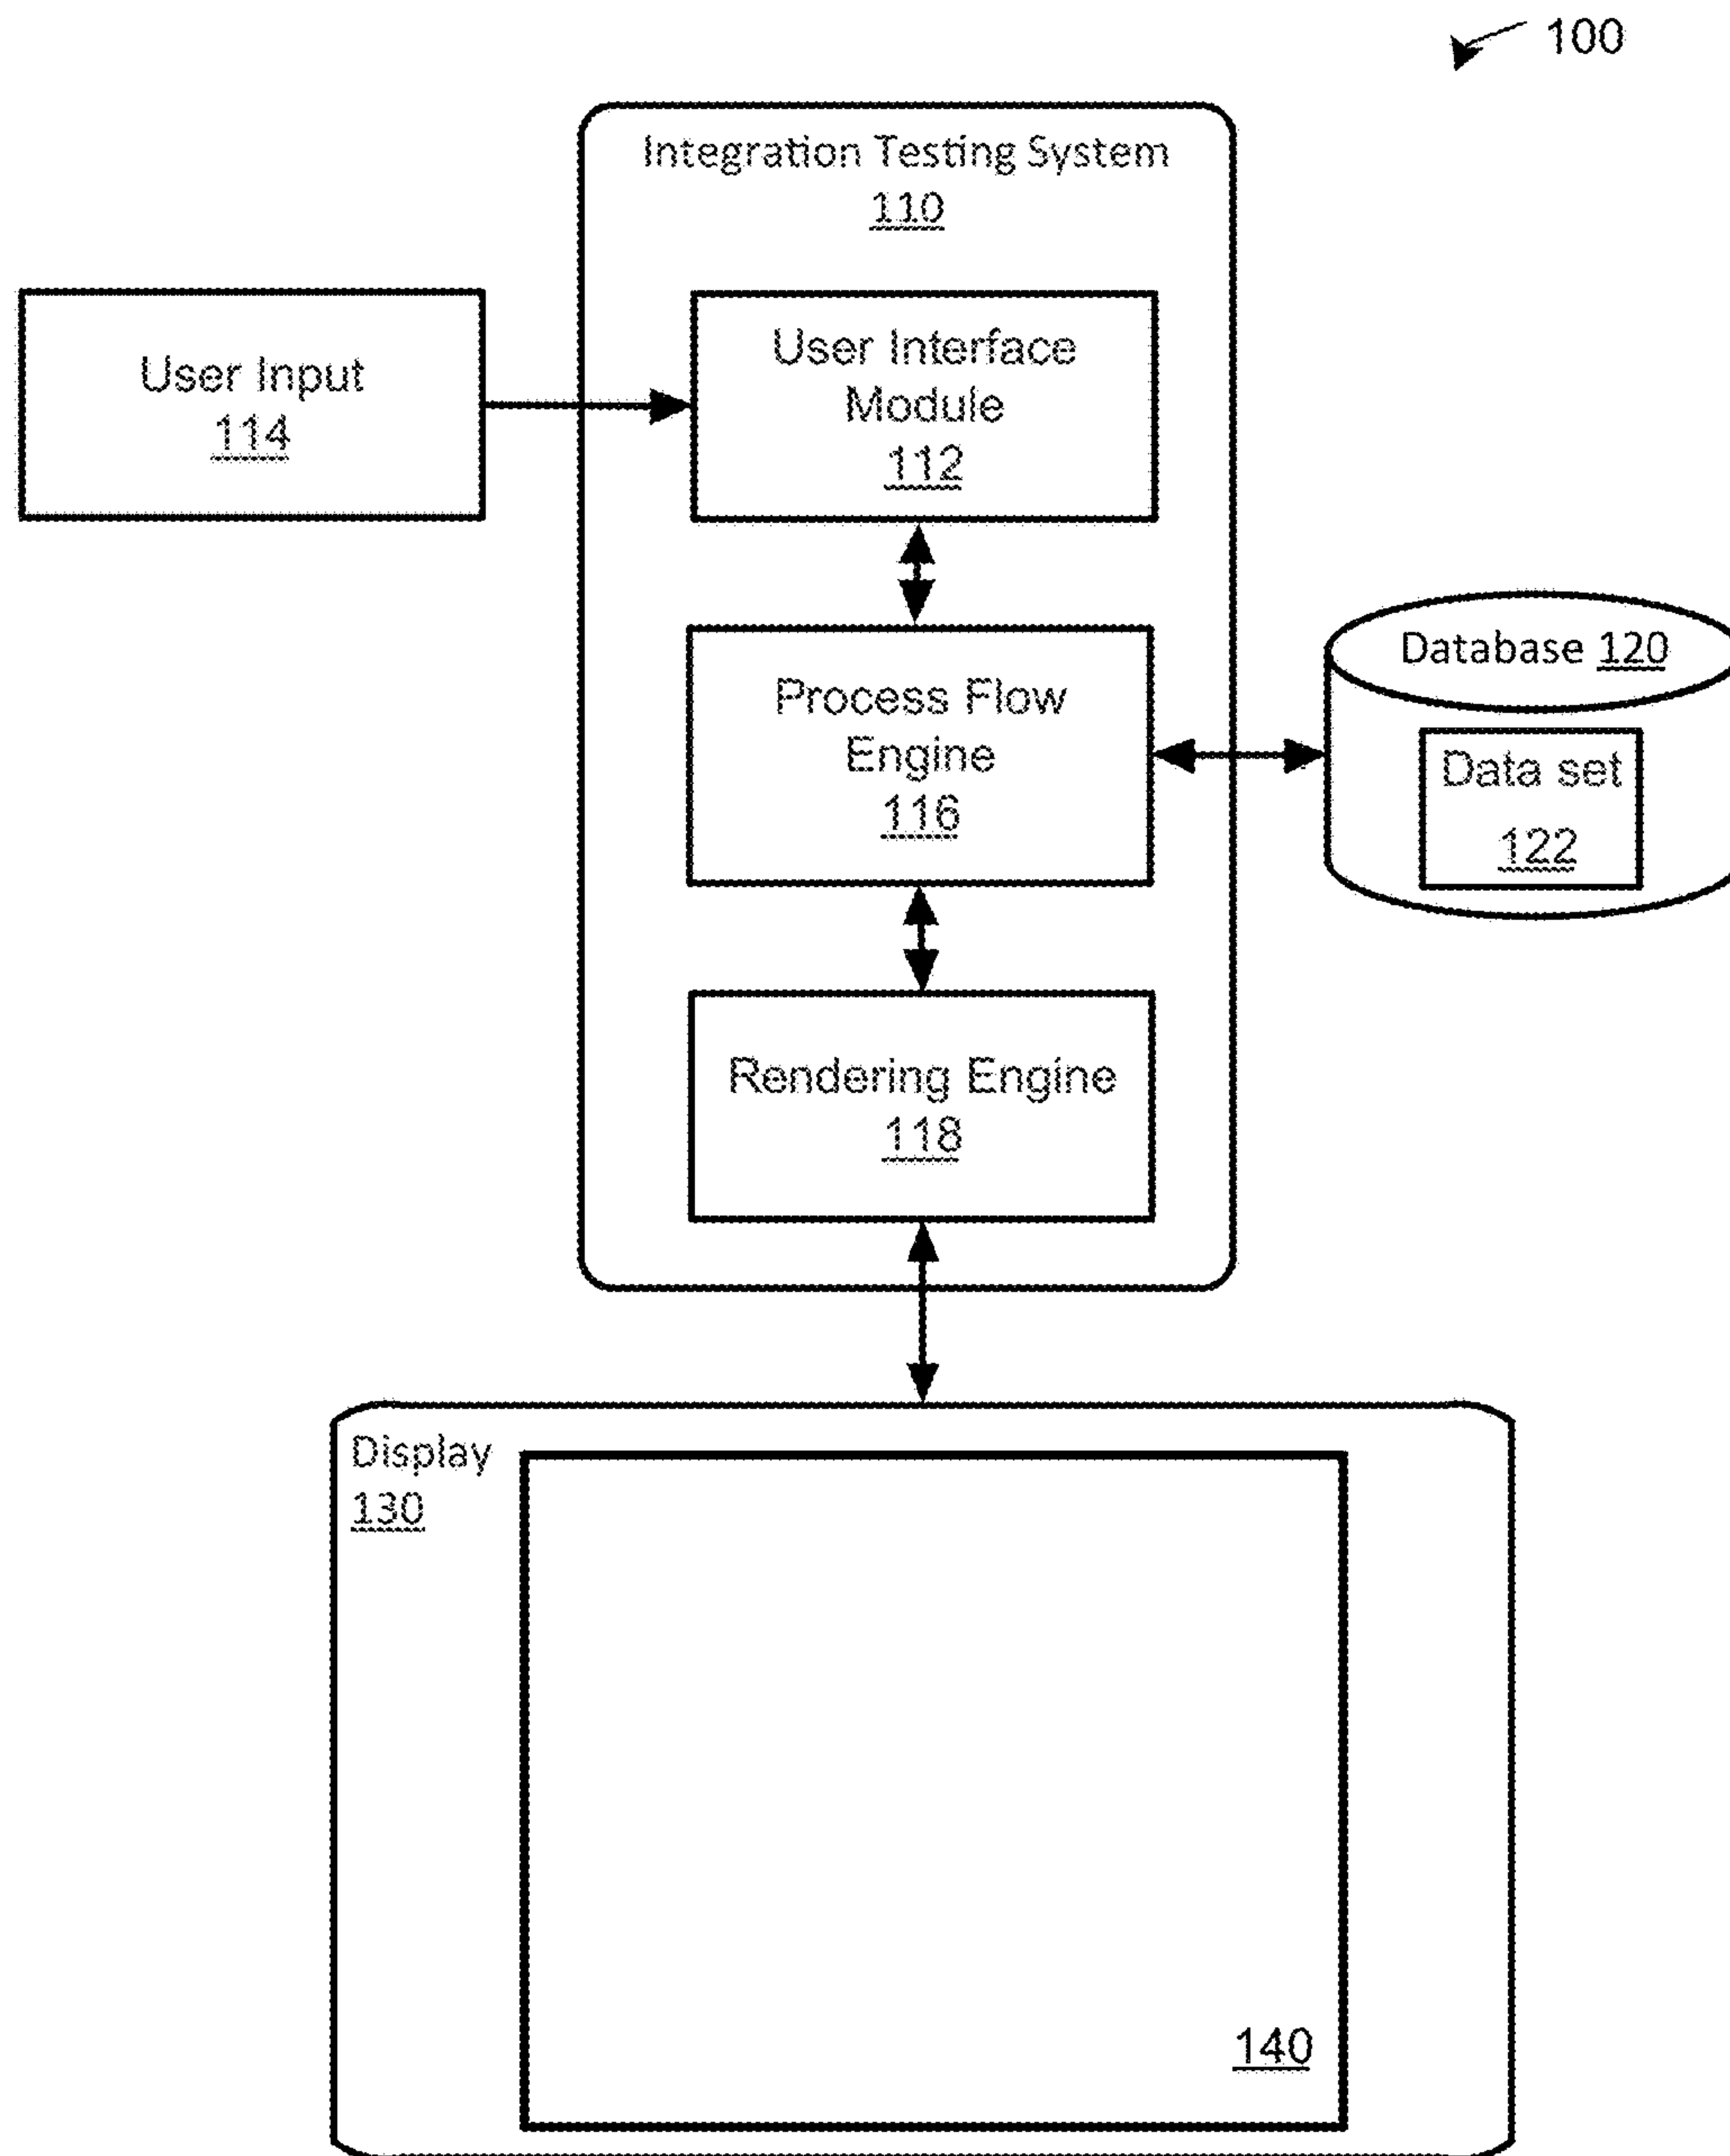 100
Integration Testing System
110
User Input
114
User Interface
Module
112
Process Flow
Engine
116
Database 120
Data set
122
Rendering Engine
118
Display
130
140